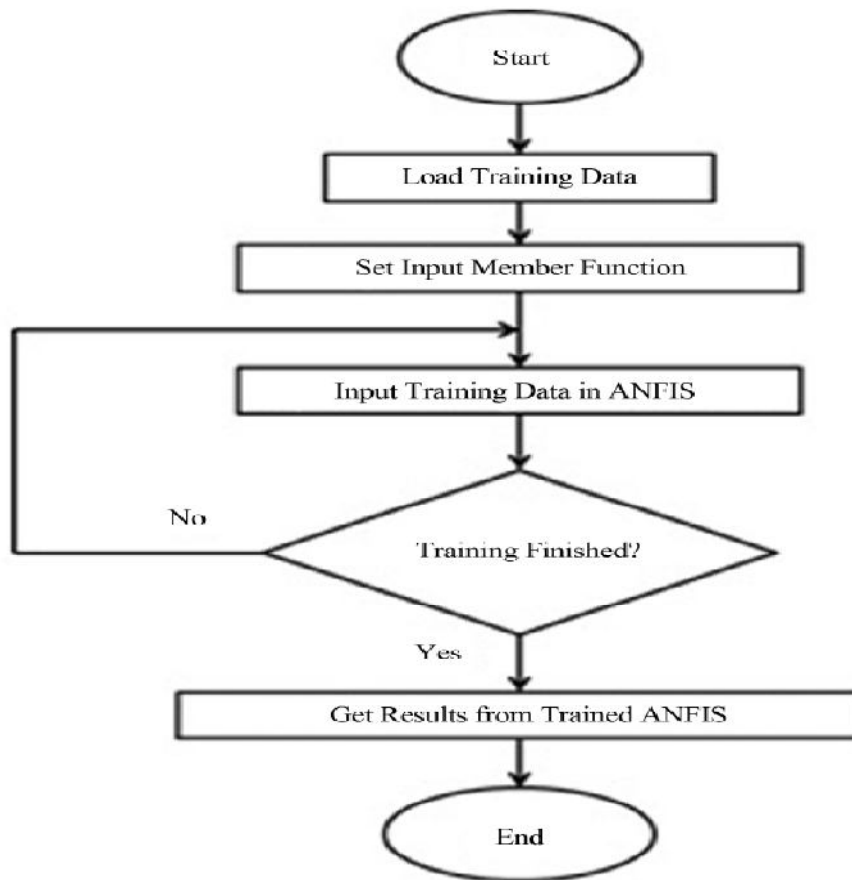 Start
Load Training Data
Set Input Member Function
Input Training Data in ANFIS
No
Training Finished?
Yes
Get Results from Trained ANFIS
End